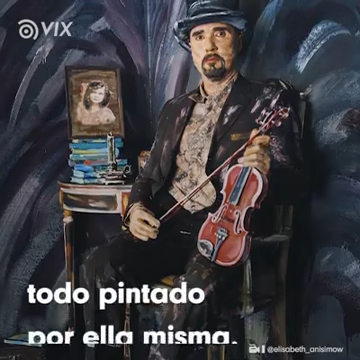 VIX
todo pintado
por ella misma.
@elisabeth_anisimow